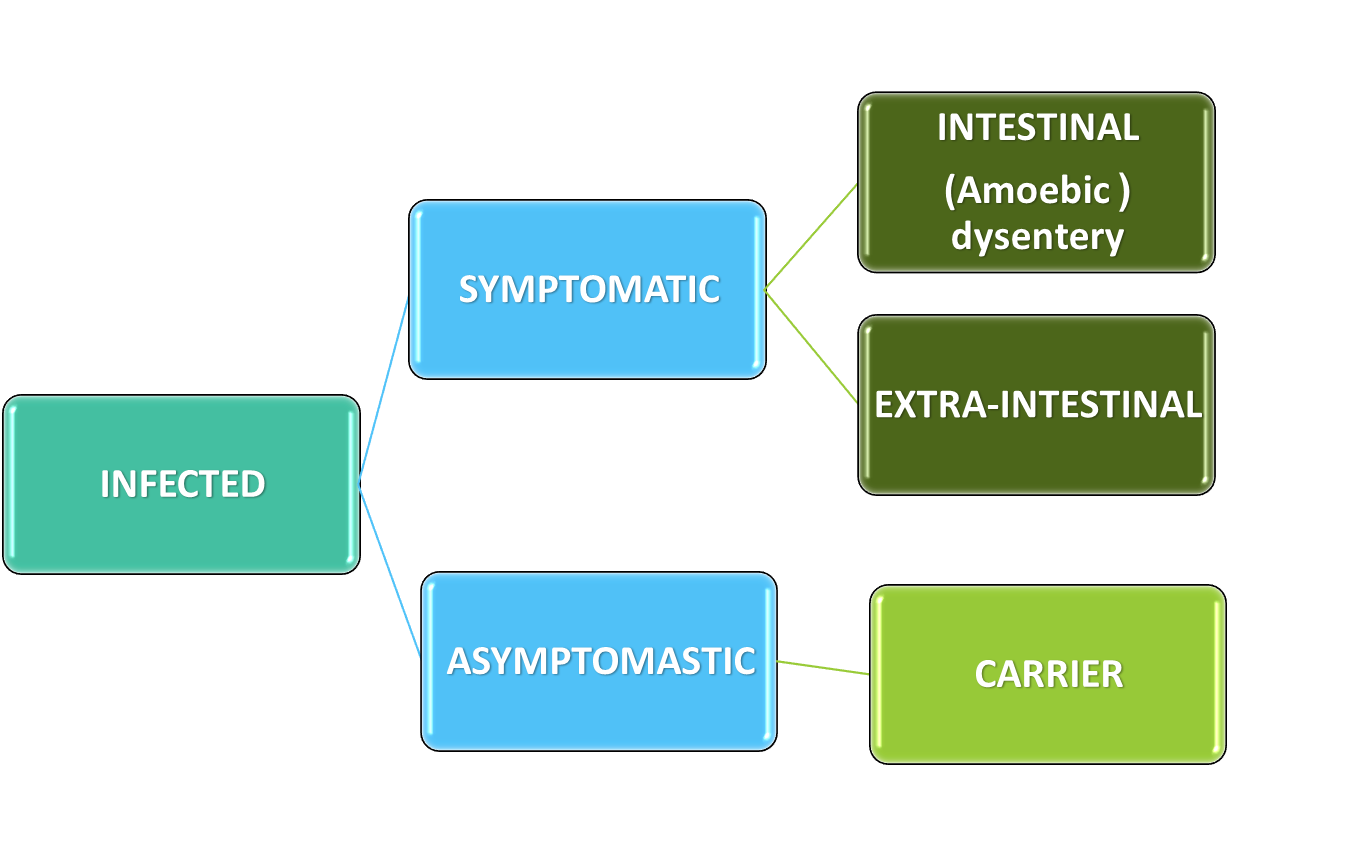 INTESTINAL
(Amoebic )
dysentery
SYMPTOMATIC
EXTRA-INTESTINAL
INFECTED
ASYMPTOMASTIC
CARRIER